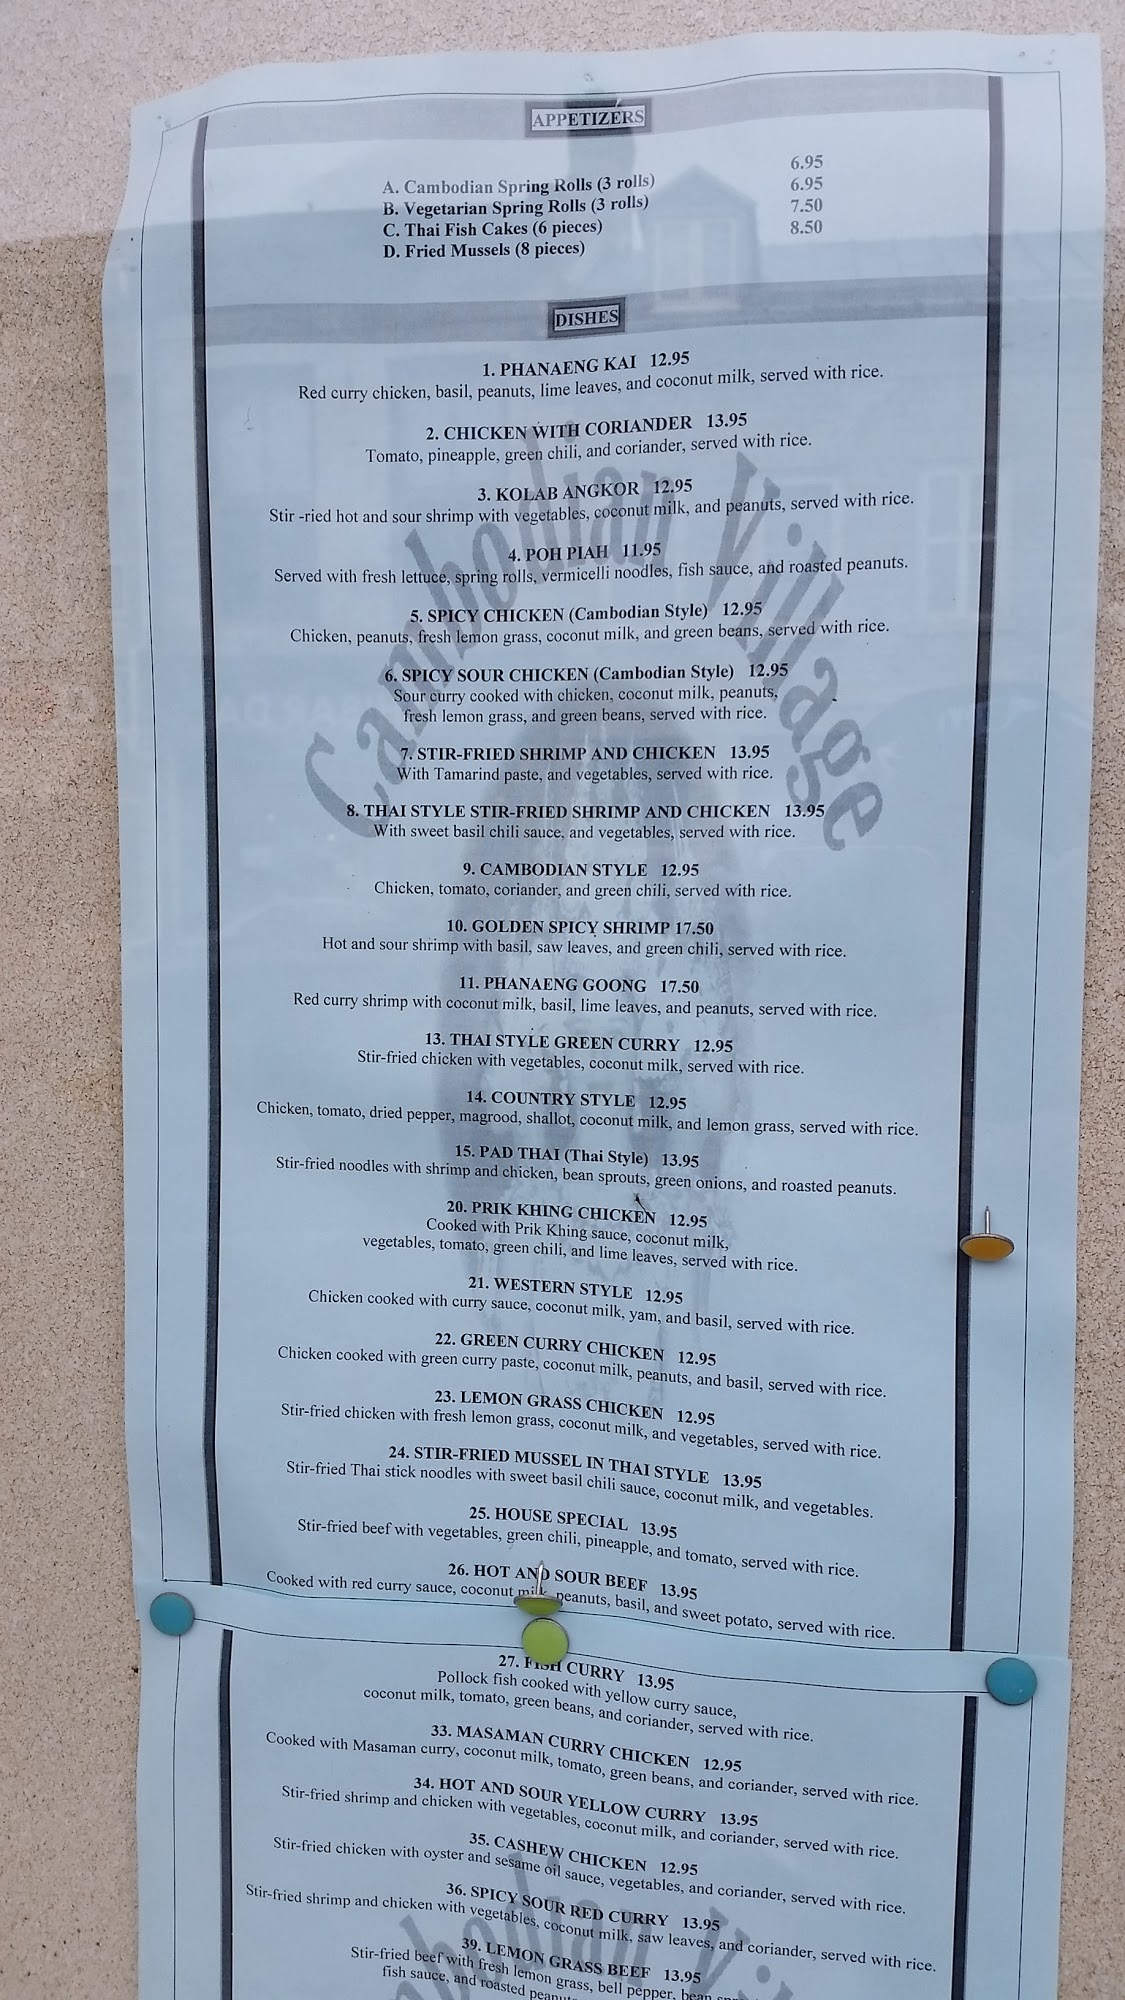 APPETIZERS
A. Cambodian Spring Rolls (3 rolls) 6.95
B. Vegetarian Spring Rolls (3 rolls) 6.95
C. Thai Fish Cakes (6 pieces) 7.50
D. Fried Mussels (8 pieces) 8.50
DISHES
1. PHANAENG KAI 12.95
Red curry chicken, basil, peanuts, lime leaves, and coconut milk, served with rice.
2. CHICKEN WITH CORIANDER 13.95
Tomato, pineapple, green chili, and coriander, served with rice.
3. KOLAB ANGKOR 12.95
Stir -ried hot and sour shrimp with vegetables, coconut milk, and peanuts, served with rice.
4. POH PIAH 11.95
Served with fresh lettuce, spring rolls, vermicelli noodles, fish sauce, and roasted peanuts.
5. SPICY CHICKEN (Cambodian Style) 12.95
Chicken, peanuts, fresh lemon grass, coconut milk, and green beans, served with rice.
6. SPICY SOUR CHICKEN (Cambodian Style) 12.95
Sour curry cooked with chicken, coconut milk, peanuts,
fresh lemon grass, and green beans, served with rice.
7. STIR-FRIED SHRIMP AND CHICKEN 13.95
With Tamarind paste, and vegetables, served with rice.
8. THAI STYLE STIR-FRIED SHRIMP AND CHICKEN 13.95
With sweet basil chili sauce, and vegetables, served with rice.
9. CAMBODIAN STYLE 12.95
Chicken, tomato, coriander, and green chili, served with rice.
10. GOLDEN SPICY SHRIMP 17.50
Hot and sour shrimp with basil, saw leaves, and green chili, served with rice.
11. PHANAENG GOONG 17.50
Red curry shrimp with coconut milk, basil, lime leaves, and peanuts, served with rice.
13. THAI STYLE GREEN CURRY 12.95
Stir-fried chicken with vegetables, coconut milk, served with rice.
14. COUNTRY STYLE 12.95
Chicken, tomato, dried pepper, magrood, shallot, coconut milk, and lemon grass, served with rice.
15. PAD THAI (Thai Style) 13.95
Stir-fried noodles with shrimp and chicken, bean sprouts, green onions, and roasted peanuts.
20. PRIK KHING CHICKEN 12.95
Cooked with Prik Khing sauce, coconut milk,
vegetables, tomato, green chili, and lime leaves, served with rice.
21. WESTERN STYLE 12.95
Chicken cooked with curry sauce, coconut milk, yam, and basil, served with rice.
22. GREEN CURRY CHICKEN 12.95
Chicken cooked with green curry paste, coconut milk, peanuts, and basil, served with rice.
23. LEMON GRASS CHICKEN 12.95
Stir-fried chicken with fresh lemon grass, coconut milk, and vegetables, served with rice.
24. STIR-FRIED MUSSEL IN THAI STYLE 13.95
Stir-fried Thai stick noodles with sweet basil chili sauce, coconut milk, and vegetables.
25. HOUSE SPECIAL 13.95
Stir-fried beef with vegetables, green chili, pineapple, and tomato, served with rice.
26. HOT AND SOUR BEEF 13.95
Cooked with red curry sauce, coconut milk, peanuts, basil, and sweet potato, served with rice.
27. FISH CURRY 13.95
Pollock fish cooked with yellow curry sauce,
coconut milk, tomato, green beans, and coriander, served with rice.
33. MASAMAN CURRY CHICKEN 12.95
Cooked with Masaman curry, coconut milk, tomato, green beans, and coriander, served with rice.
34. HOT AND SOUR YELLOW CURRY 13.95
Stir-fried shrimp and chicken with vegetables, coconut milk, and coriander, served with rice.
35. CASHEW CHICKEN 12.95
Stir-fried chicken with oyster and sesame oil sauce, vegetables, and coriander, served with rice.
36. SPICY SOUR RED CURRY 13.95
Stir-fried shrimp and chicken with vegetables, coconut milk, saw leaves, and coriander, served with rice.
39. LEMON GRASS BEEF 13.95
Stir-fried beef with fresh lemon grass, bell pepper, bean
fish sauce, and roasted
Cambodian Village